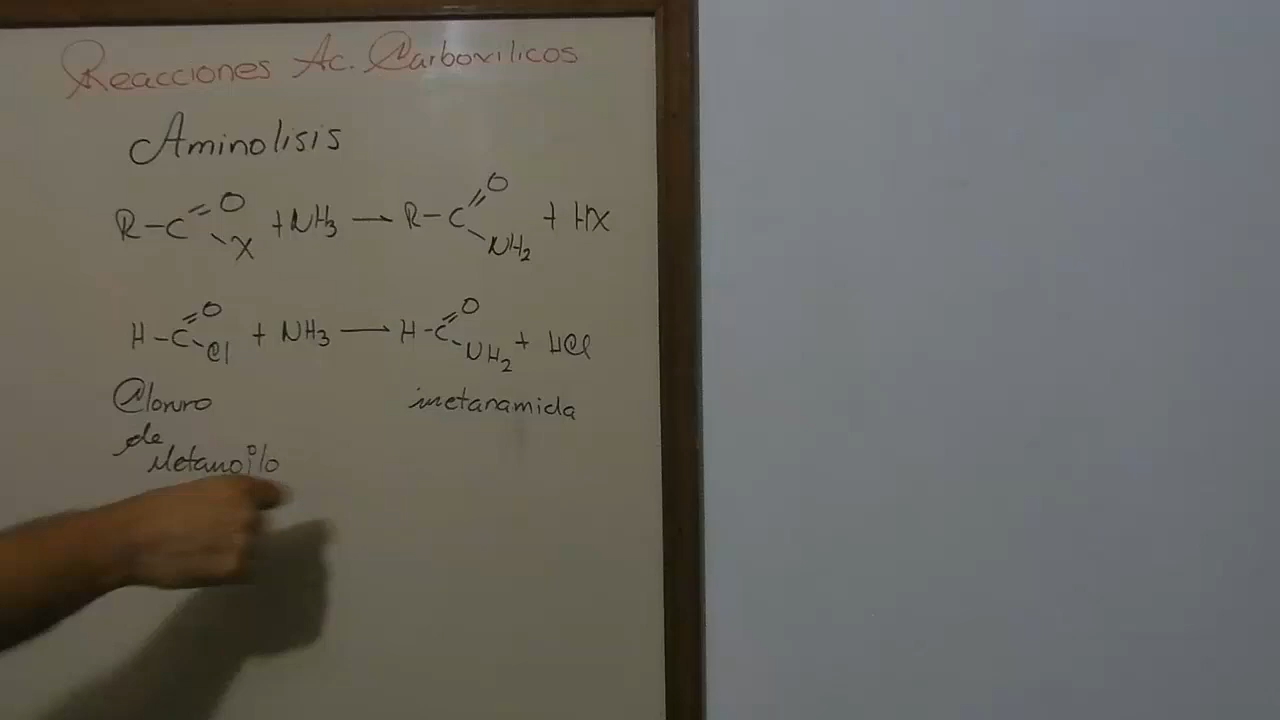 Reacciones Ac. Carboxilicos
Aminolisis
R-C=O-X + NH3 → R-C=O-NH2 + HX
H-C=O-Cl + NH3 → H-C=O-NH2 + HCl
Cloruro metanamida
de
Metanoilo